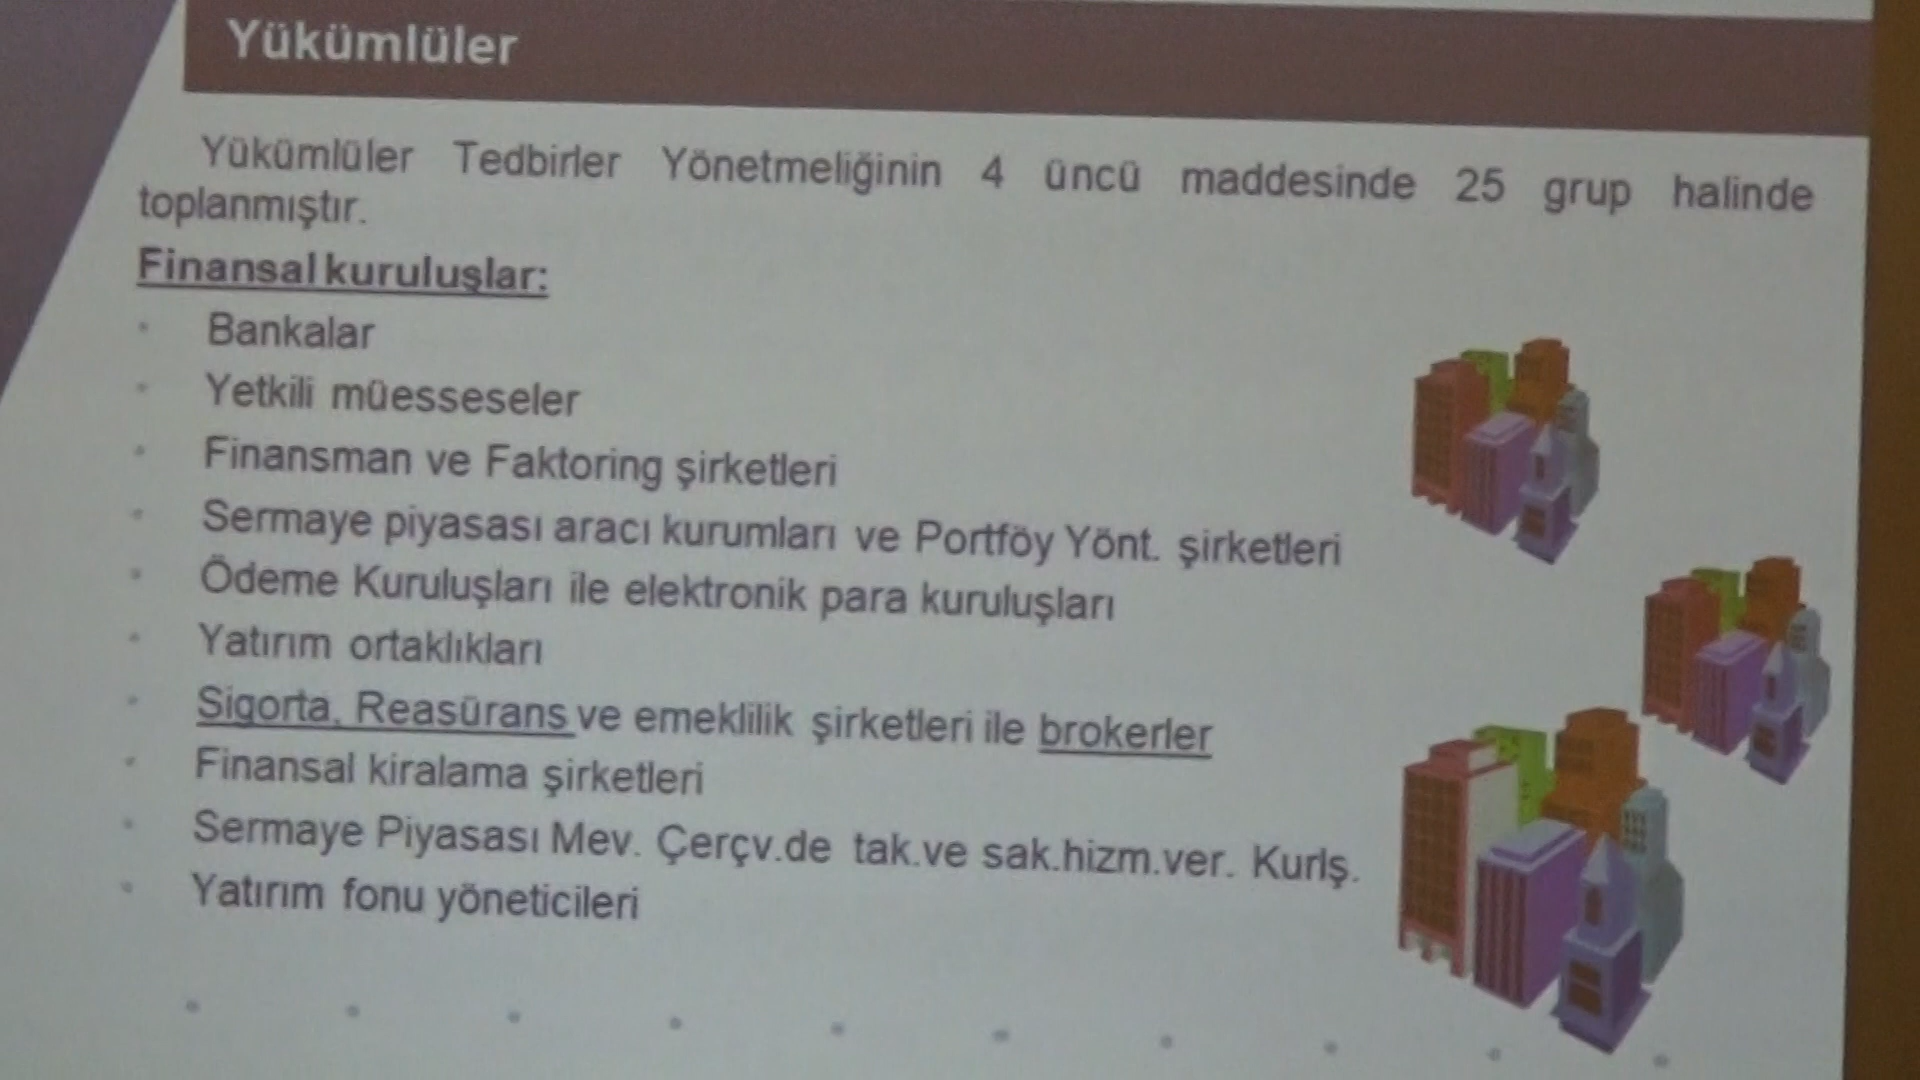 Yükümlüler
Yükümlüler Tedbirler Yönetmeliğinin 4 üncü maddesinde 25 grup halinde
toplanmıştır.
Finansal kuruluşlar:
• Bankalar
• Yetkili müesseseler
• Finansman ve Faktoring şirketleri
• Sermaye piyasası aracı kurumları ve Portföy Yönt. şirketleri
• Ödeme Kuruluşları ile elektronik para kuruluşları
• Yatırım ortaklıkları
• Sigorta, Reasürans ve emeklilik şirketleri ile brokerler
• Finansal kiralama şirketleri
• Sermaye Piyasası Mev. Çerçv.de tak.ve sak.hizm.ver. Kurlş.
• Yatırım fonu yöneticileri